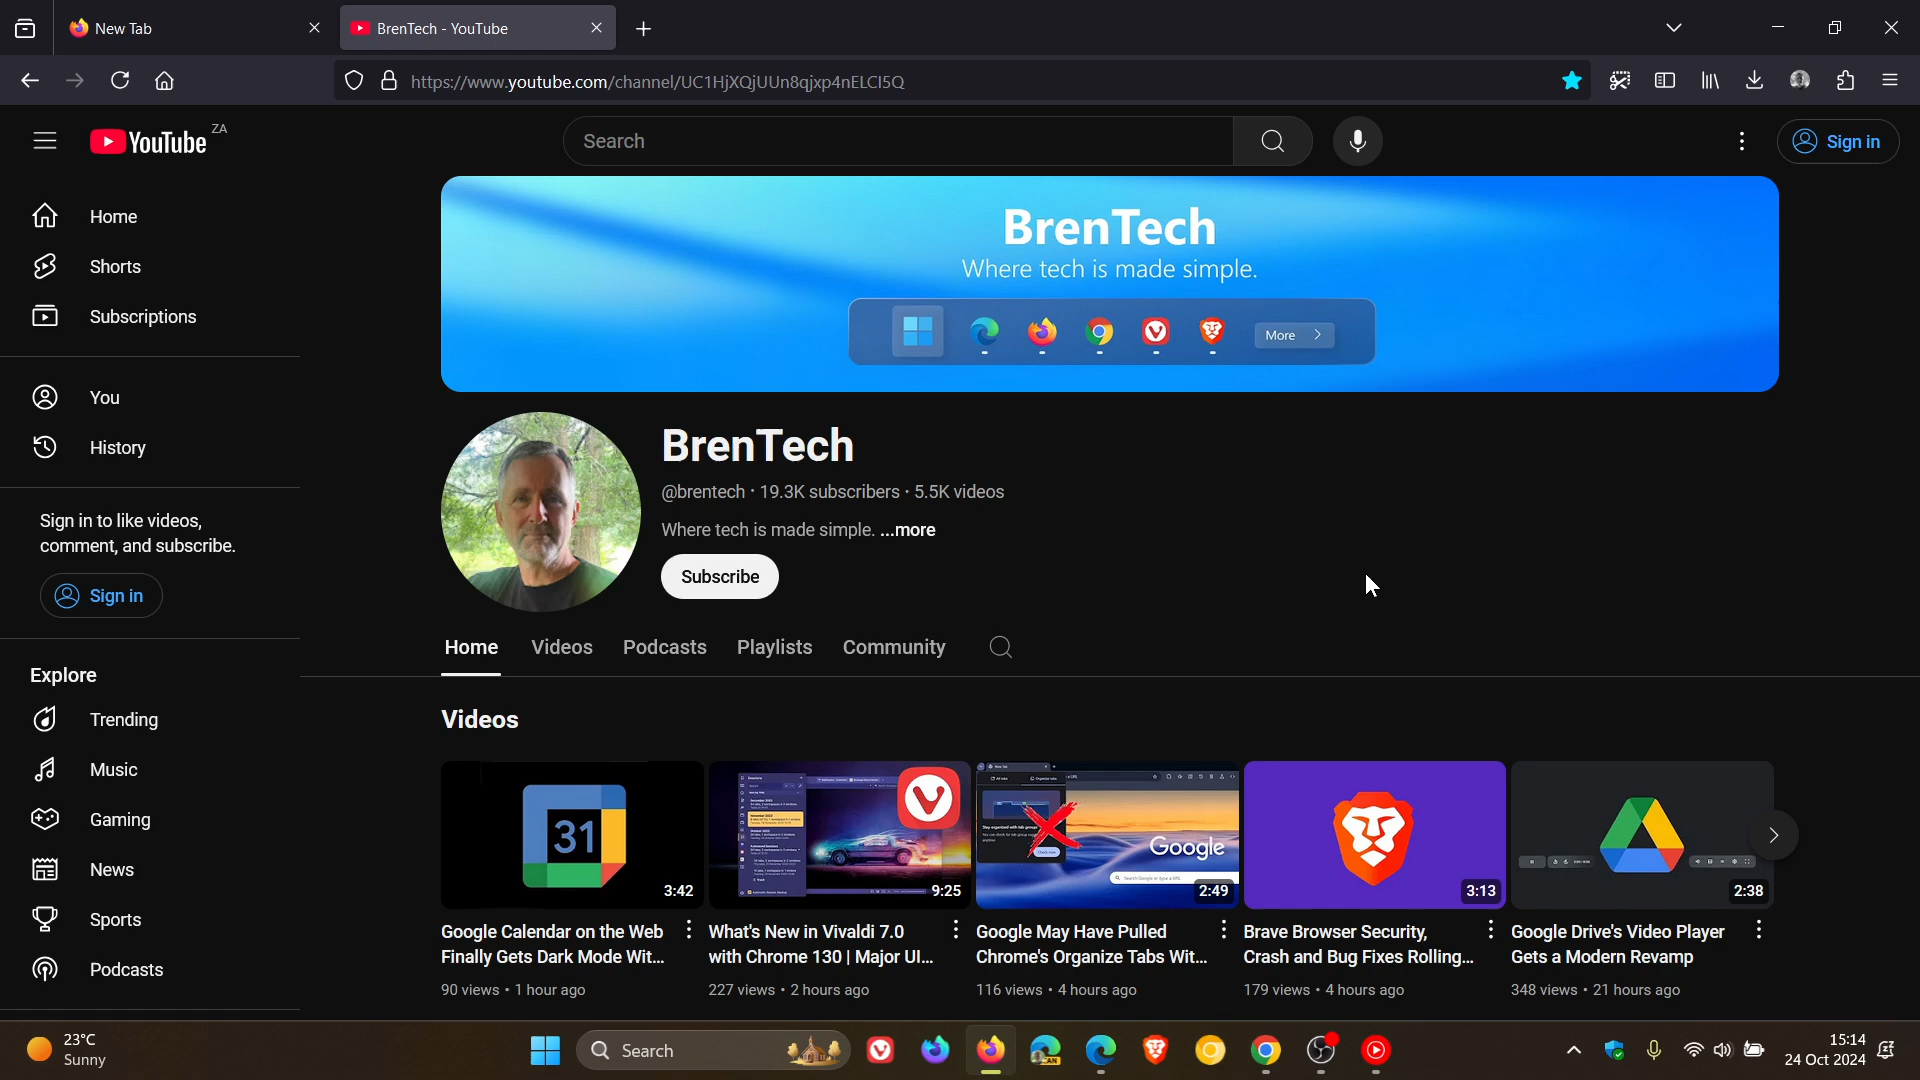 New Tab
BrenTech - YouTube
https://www.youtube.com/channel/UC1HjXQjUUn8qjxp4nELCI5Q
YouTube ZA
Search
Sign in
Home
Shorts
Subscriptions
You
History
Sign in to like videos,
comment, and subscribe.
Sign in
Explore
Trending
Music
Gaming
News
Sports
Podcasts
BrenTech
Where tech is made simple.
More
BrenTech
@brentech • 19.3K subscribers • 5.5K videos
Where tech is made simple. ...more
Subscribe
Home Videos Podcasts Playlists Community
Videos
31
3:42
Google Calendar on the Web
Finally Gets Dark Mode Wit...
90 views • 1 hour ago
9:25
What's New in Vivaldi 7.0
with Chrome 130 | Major UI...
227 views • 2 hours ago
Google
2:49
Google May Have Pulled
Chrome's Organize Tabs Wit...
116 views • 4 hours ago
3:13
Brave Browser Security,
Crash and Bug Fixes Rolling...
179 views • 4 hours ago
2:38
Google Drive's Video Player
Gets a Modern Revamp
348 views • 21 hours ago
23°C
Sunny
Search
CAN
15:14
24 Oct 2024